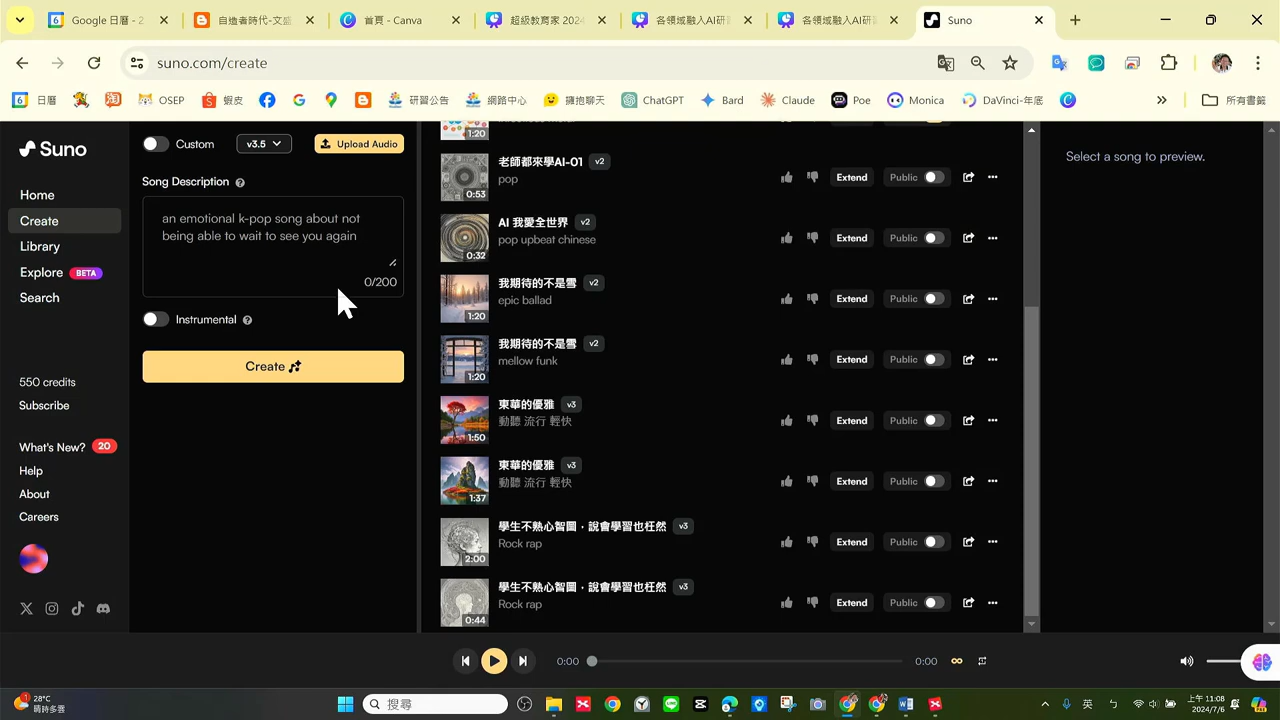 Google 日曆 - 2
自造者時代-文盛
首頁 - Canva
超級教育家 2024
各領域融入AI研
各領域融入AI研
Suno
suno.com/create
日曆
OSEP
蝦皮
研習公告
網路中心
擁抱聊天
ChatGPT
Bard
Claude
Poe
Monica
DaVinci-年底
所有書籤
Suno
Home
Create
Library
Explore BETA
Search
550 credits
Subscribe
What's New? 20
Help
About
Careers
Custom
v3.5
Upload Audio
Song Description
an emotional k-pop song about not
being able to wait to see you again
0/200
Instrumental
Create
1:20
老師都來學AI-01 v2
pop
0:53
Extend Public
AI 我愛全世界 v2
pop upbeat chinese
0:32
Extend Public
我期待的不是雪 v2
epic ballad
1:20
Extend Public
我期待的不是雪 v2
mellow funk
1:20
Extend Public
東華的優雅 v3
動聽 流行 輕快
1:50
Extend Public
東華的優雅 v3
動聽 流行 輕快
1:37
Extend Public
學生不熟心智圖，說會學習也枉然 v3
Rock rap
2:00
Extend Public
學生不熟心智圖，說會學習也枉然 v3
Rock rap
0:44
Extend Public
Select a song to preview.
0:00
0:00
28°C
晴時多雲
搜尋
英
上午 11:08
2024/7/6